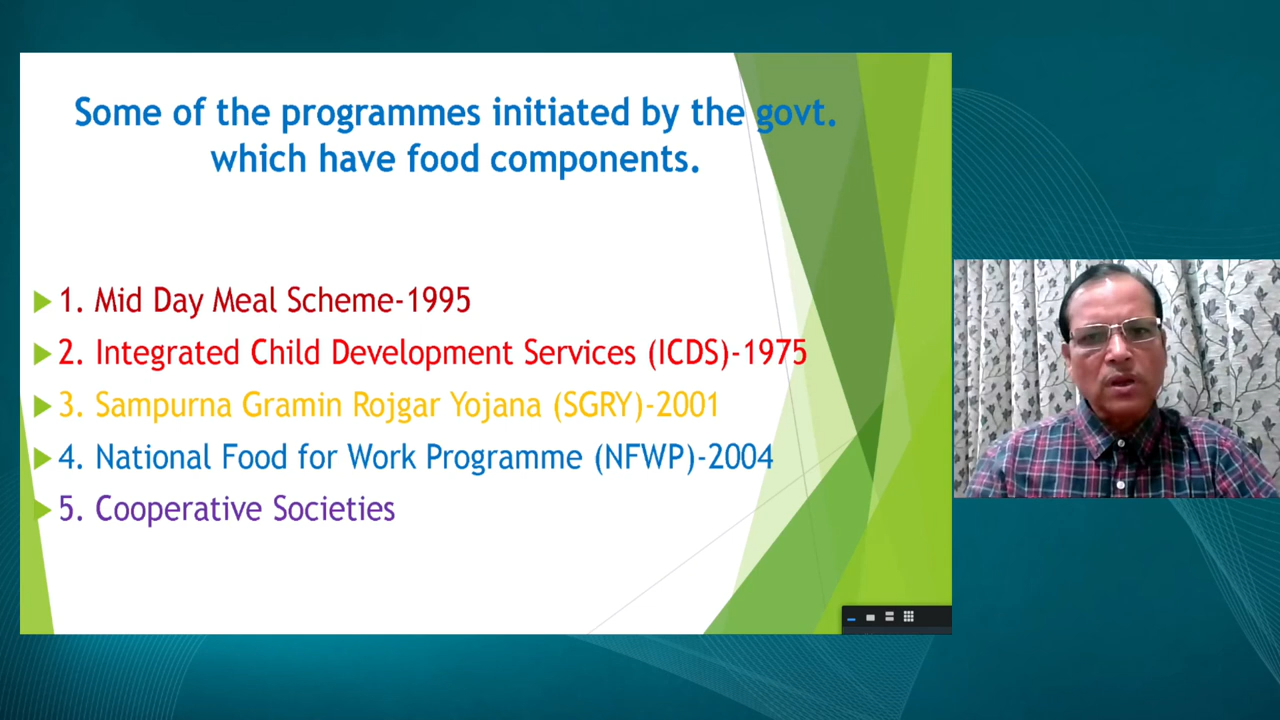 Some of the programmes initiated by the govt.
which have food components.
1. Mid Day Meal Scheme-1995
2. Integrated Child Development Services (ICDS)-1975
3. Sampurna Gramin Rojgar Yojana (SGRY)-2001
4. National Food for Work Programme (NFWP)-2004
5. Cooperative Societies